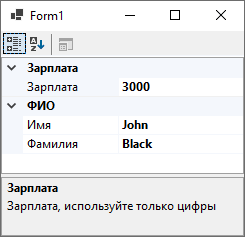 Form1
Зарплата
Зарплата 3000
ФИО
Имя John
Фамилия Black
Зарплата
Зарплата, используйте только цифры